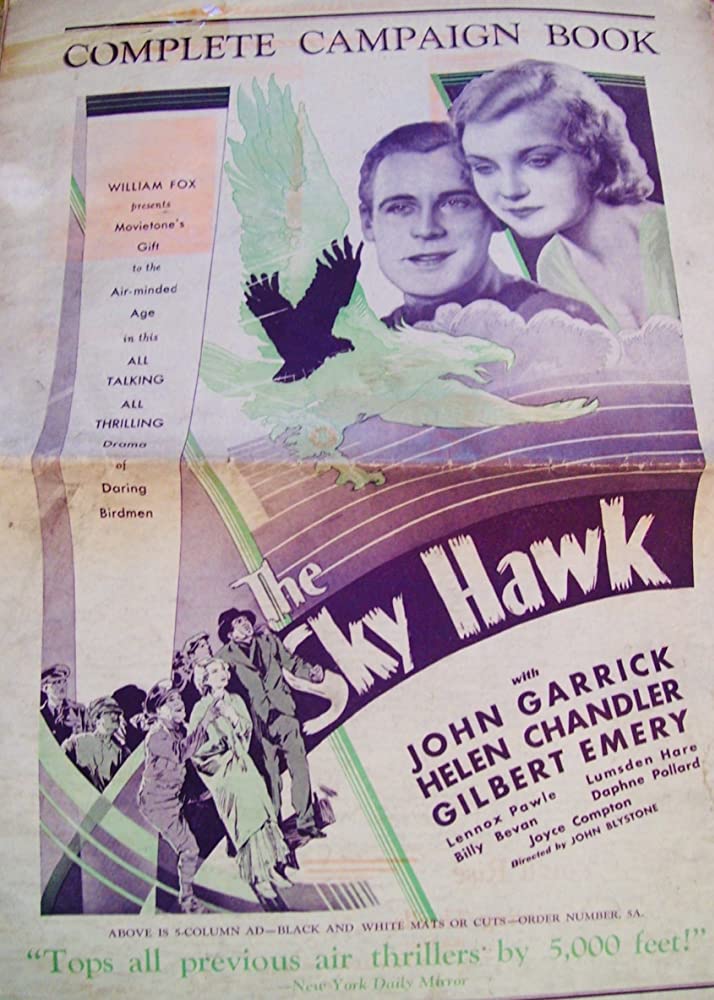 COMPLETE CAMPAIGN BOOK
WILLIAM FOX
presents
Movietone's
Gift
to the
Air-minded
Age
in this
ALL
TALKING
ALL
THRILLING
Drama
of
Daring
Birdmen
The
Sky Hawk
with
JOHN GARRICK
HELEN CHANDLER
GILBERT EMERY
Lennox Pawle Lumsden Hare
Billy Bevan Daphne Pollard
Joyce Compton
Directed by JOHN BLYSTONE
ABOVE IS 5-COLUMN AD—BLACK AND WHITE MATS OR CUTS—ORDER NUMBER, 5A.
"Tops all previous air thrillers by 5,000 feet!"
—New York Daily Mirror